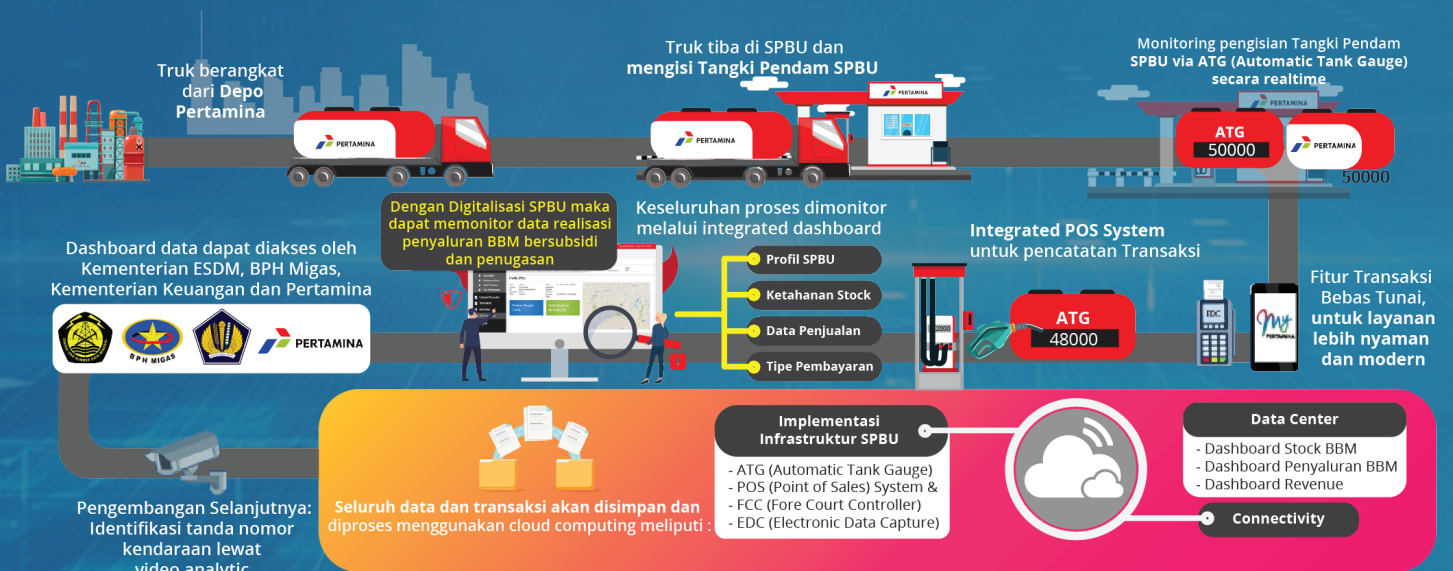 Truk berangkat
dari Depo
Pertamina
PERTAMINA
Truk tiba di SPBU dan
mengisi Tangki Pendam SPBU
PERTAMINA
PERTAMINA
Monitoring pengisian Tangki Pendam
SPBU via ATG (Automatic Tank Gauge)
secara realtime
PERTAMINA
ATG
50000
PERTAMINA
50000
Dengan Digitalisasi SPBU maka
dapat memonitor data realisasi
penyaluran BBM bersubsidi
dan penugasan
Keseluruhan proses dimonitor
melalui integrated dashboard
Profil SPBU
Ketahanan Stock
Data Penjualan
Tipe Pembayaran
Integrated POS System
untuk pencatatan Transaksi
2000
ATG
48000
EDC
My
PERTAMINA
Fitur Transaksi
Bebas Tunai,
untuk layanan
lebih nyaman
dan modern
Dashboard data dapat diakses oleh
Kementerian ESDM, BPH Migas,
Kementerian Keuangan dan Pertamina
BPH MIGAS
PERTAMINA
Pengembangan Selanjutnya:
Identifikasi tanda nomor
kendaraan lewat
video analytic
Seluruh data dan transaksi akan disimpan dan
diproses menggunakan cloud computing meliputi :
Implementasi
Infrastruktur SPBU
- ATG (Automatic Tank Gauge)
- POS (Point of Sales) System &
- FCC (Fore Court Controller)
- EDC (Electronic Data Capture)
Data Center
- Dashboard Stock BBM
- Dashboard Penyaluran BBM
- Dashboard Revenue
Connectivity